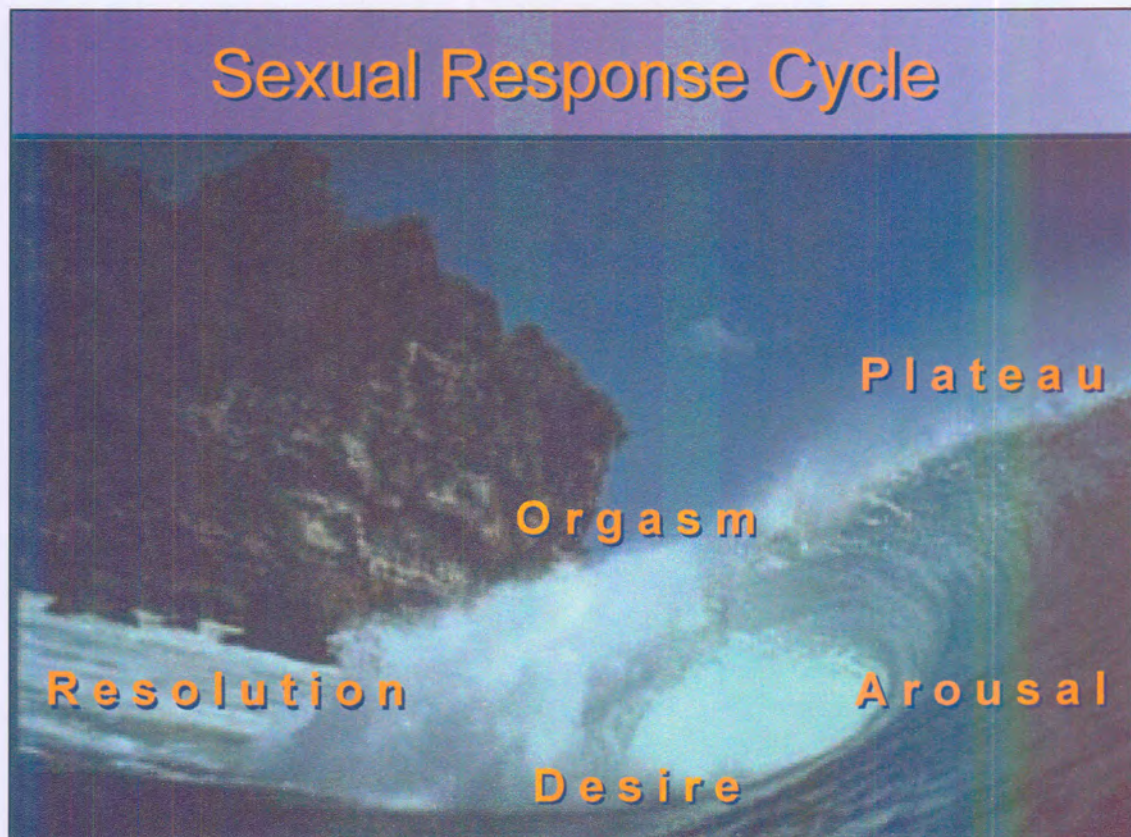 Sexual Response Cycle
Plateau
Orgasm
Resolution
Arousal
Desire